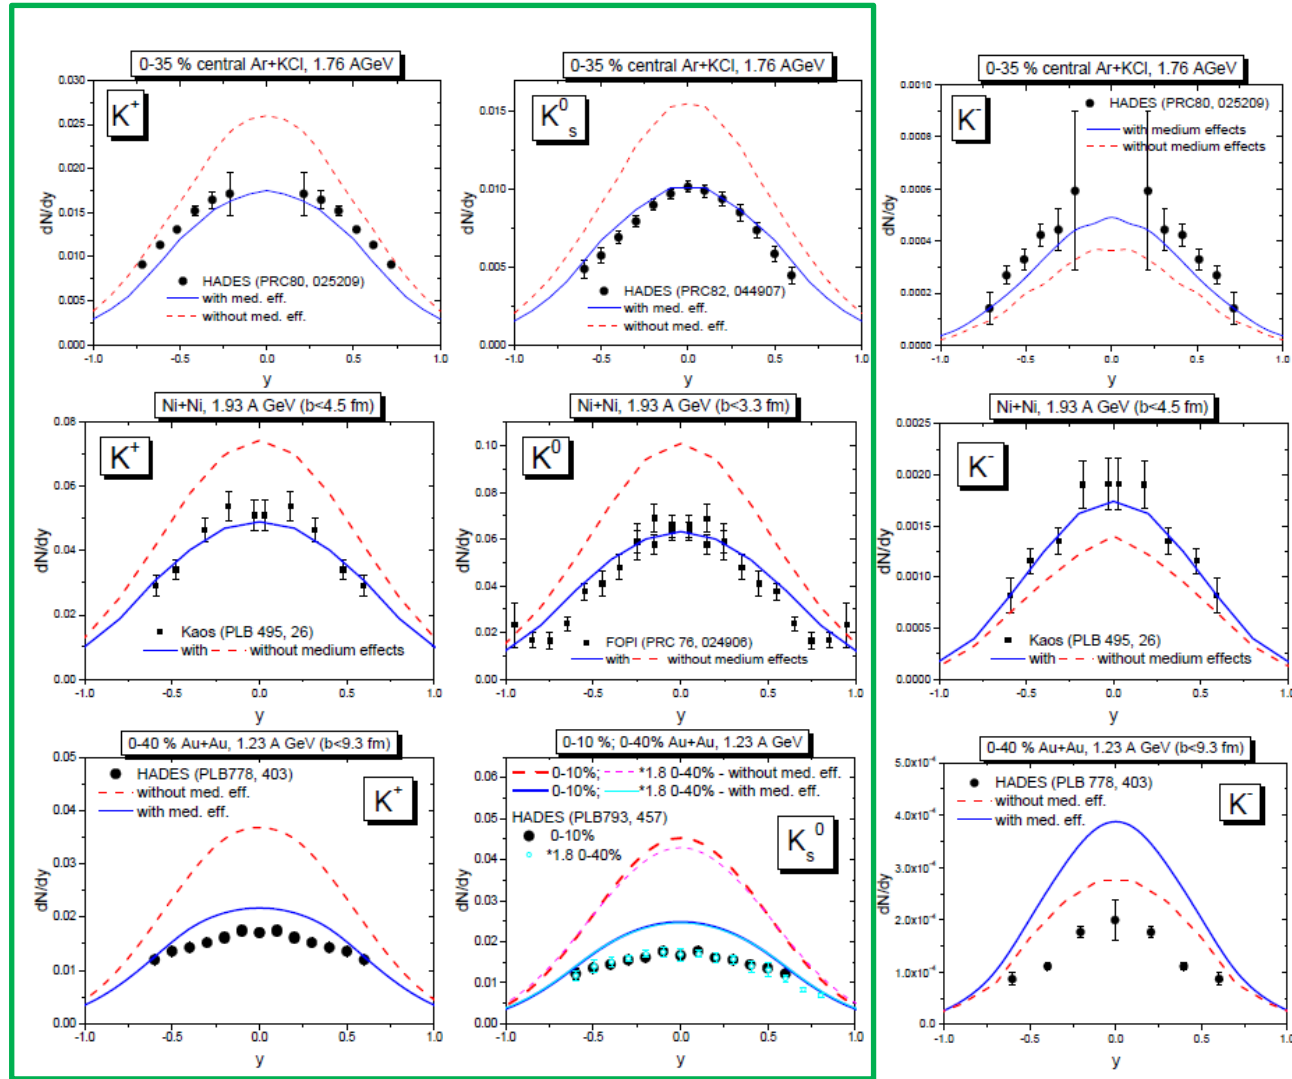 0-35 % central Ar+KCl, 1.76 AGeV
K+
0.030
0.025
0.020
0.015
0.010
0.005
0.000
dN/dy
HADES (PRC80, 025209)
with med. eff.
without med. eff.
-1.0 -0.5 0.0 0.5 1.0
y
0-35 % central Ar+KCl, 1.76 AGeV
K0s
0.015
0.010
0.005
0.000
dN/dy
HADES (PRC82, 044907)
with med. eff.
without med. eff.
-1.0 -0.5 0.0 0.5 1.0
y
0-35 % central Ar+KCl, 1.76 AGeV
K-
0.0010
0.0008
0.0006
0.0004
0.0002
0.0000
dN/dy
HADES (PRC80, 025209)
with medium effects
without medium effects
-1.0 -0.5 0.0 0.5 1.0
y
Ni+Ni, 1.93 A GeV (b<4.5 fm)
K+
0.08
0.06
0.04
0.02
0.00
dN/dy
Kaos (PLB 495, 26)
with without medium effects
-1.0 -0.5 0.0 0.5 1.0
y
Ni+Ni, 1.93 A GeV (b<3.3 fm)
K0
0.10
0.08
0.06
0.04
0.02
0.00
dN/dy
FOPI (PRC 76, 024906)
with without medium effects
-1.0 -0.5 0.0 0.5 1.0
y
Ni+Ni, 1.93 A GeV (b<4.5 fm)
K-
0.0025
0.0020
0.0015
0.0010
0.0005
0.0000
dN/dy
Kaos (PLB 495, 26)
with without medium effects
-1.0 -0.5 0.0 0.5 1.0
y
0-40 % Au+Au, 1.23 A GeV (b<9.3 fm)
0.05
0.04
0.03
0.02
0.01
0.00
dN/dy
HADES (PLB778, 403)
without med. eff.
with med. eff.
K+
-1.0 -0.5 0.0 0.5 1.0
y
0-10 %; 0-40% Au+Au, 1.23 A GeV
0.06
0.05
0.04
0.03
0.02
0.01
0.00
dN/dy
0-10%; *1.8 0-40% - without med. eff.
0-10%; *1.8 0-40% - with med. eff.
HADES (PLB793, 457)
0-10%
*1.8 0-40%
Ks0
-1.0 -0.5 0.0 0.5 1.0
y
0-40 % Au+Au, 1.23 A GeV (b<9.3 fm)
5.0x10-4
4.0x10-4
3.0x10-4
2.0x10-4
1.0x10-4
0.0
dN/dy
HADES (PLB 778, 403)
without med. eff.
with med. eff.
K-
-1.0 -0.5 0.0 0.5 1.0
y